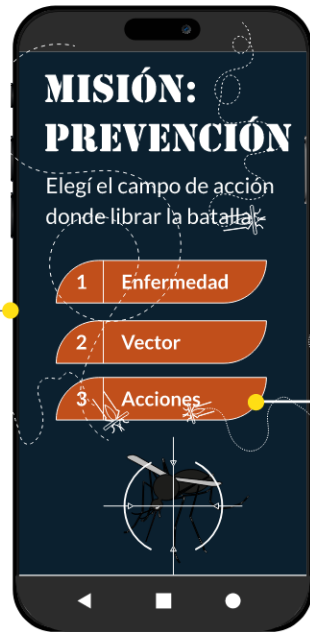 MISIÓN:
PREVENCIÓN
Elegí el campo de acción
donde librar la batalla:
1 Enfermedad
2 Vector
3 Acciones